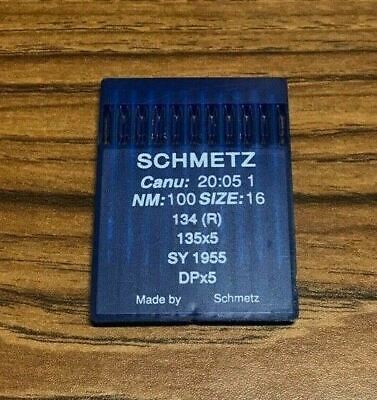 SCHMETZ
Canu: 20:05 1
NM:100 SIZE:16
134 (R)
135x5
SY 1955
DPx5
Made by Schmetz